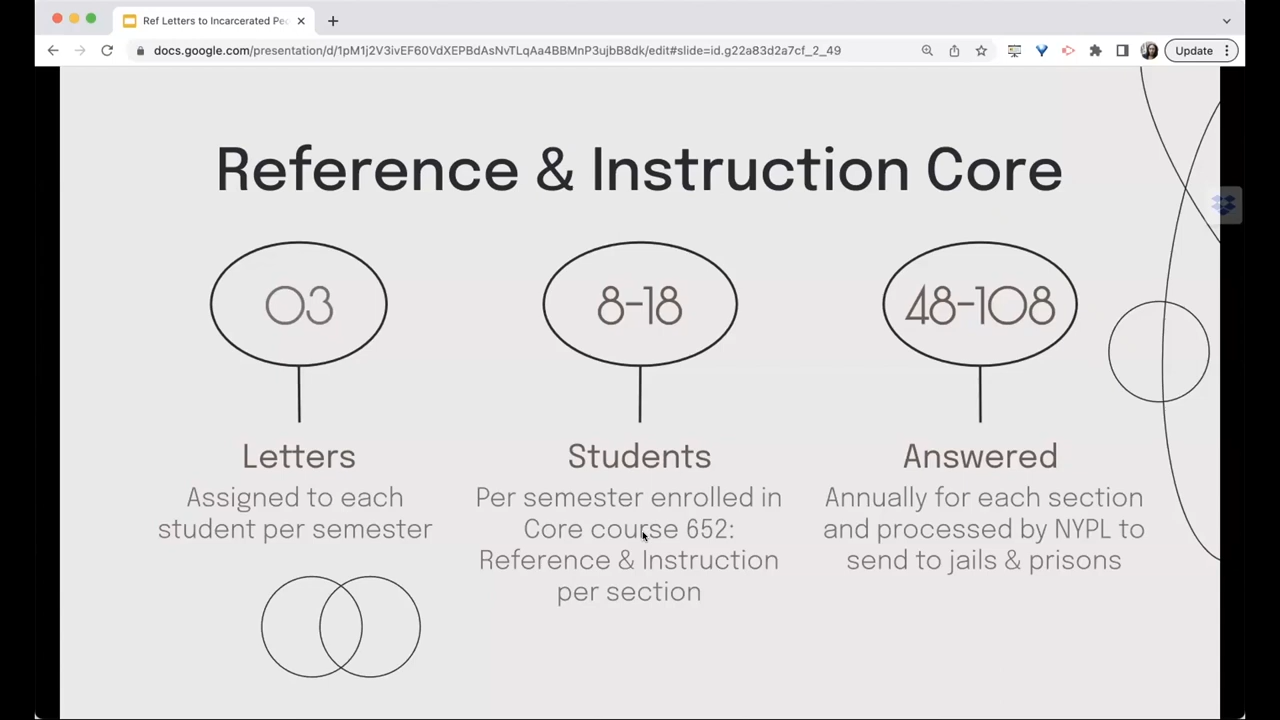 Ref Letters to Incarcerated Pe
docs.google.com/presentation/d/1pM1j2V3ivEF60VdXEPBdAsNvTLqAa4BBMnP3ujbB8dk/edit#slide=id.g22a83d2a7cf_2_49
Update
Reference & Instruction Core
03
8-18
48-108
Letters
Assigned to each
student per semester
Students
Per semester enrolled in
Core course 652:
Reference & Instruction
per section
Answered
Annually for each section
and processed by NYPL to
send to jails & prisons